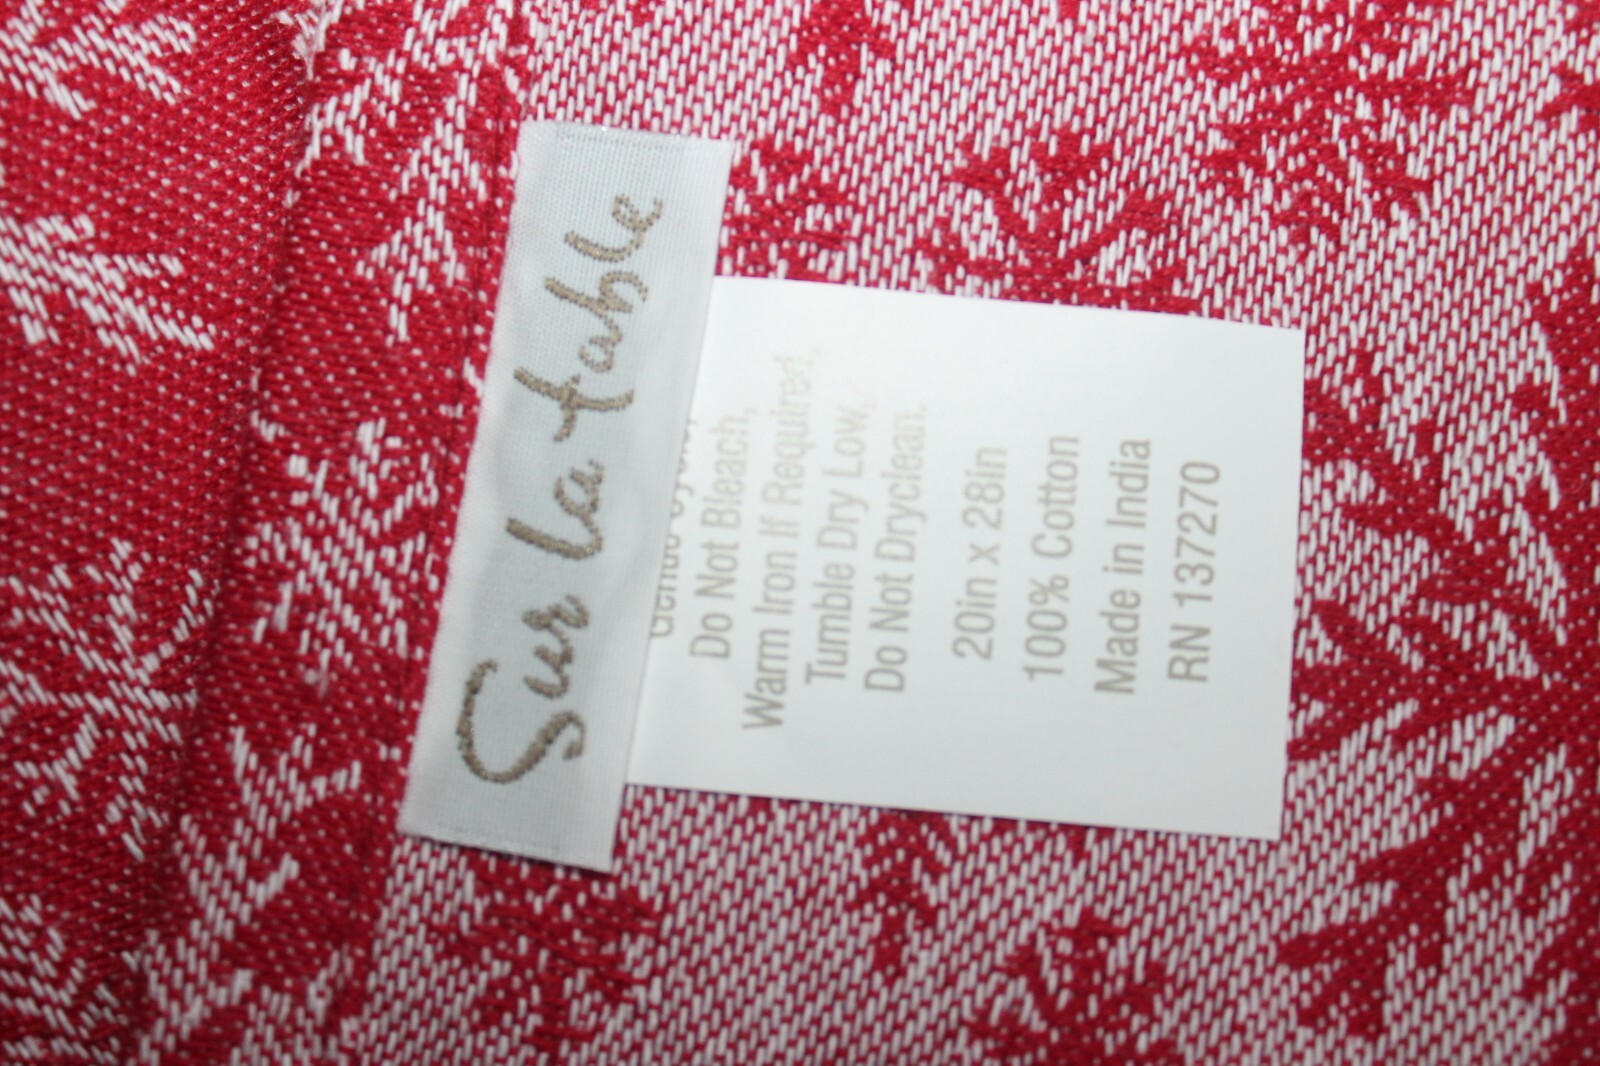 Sur la table
Do Not Bleach,
Warm Iron If Required,
Tumble Dry Low,
Do Not Dryclean.
20in x 28in
100% Cotton
Made in India
RN 137270